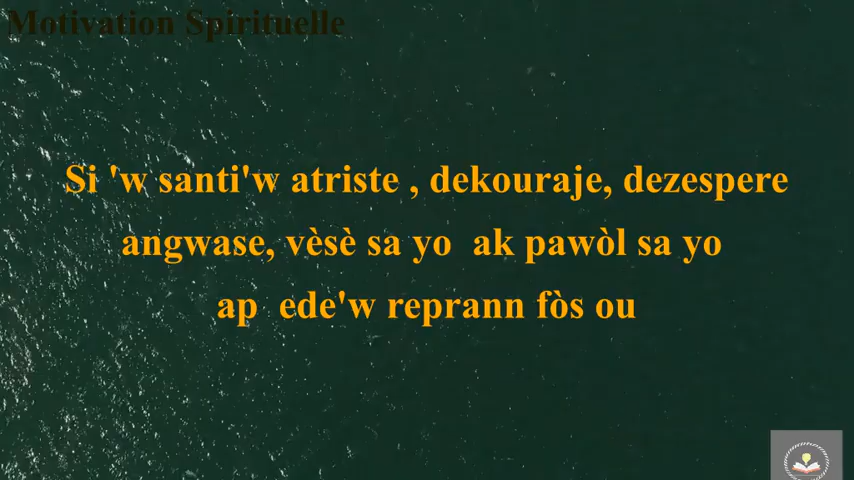 Motivation Spirituelle
Si 'w santi'w atriste , dekouraje, dezespere
angwase, vèsè sa yo ak pawòl sa yo
ap ede'w reprann fòs ou